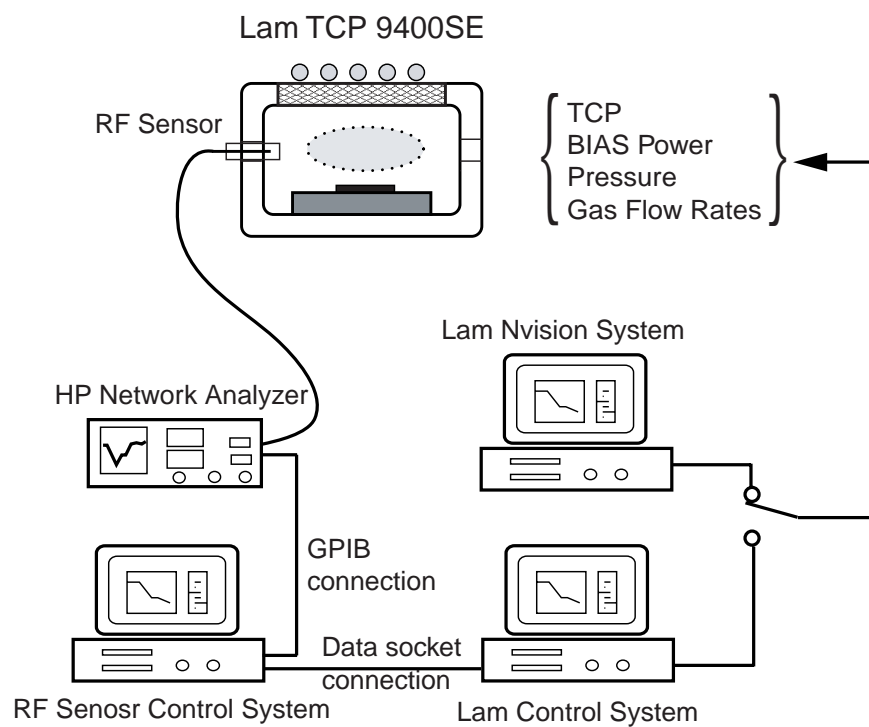 Lam TCP 9400SE
RF Sensor
TCP
BIAS Power
Pressure
Gas Flow Rates
Lam Nvision System
HP Network Analyzer
GPIB
connection
Data socket
connection
RF Senosr Control System
Lam Control System